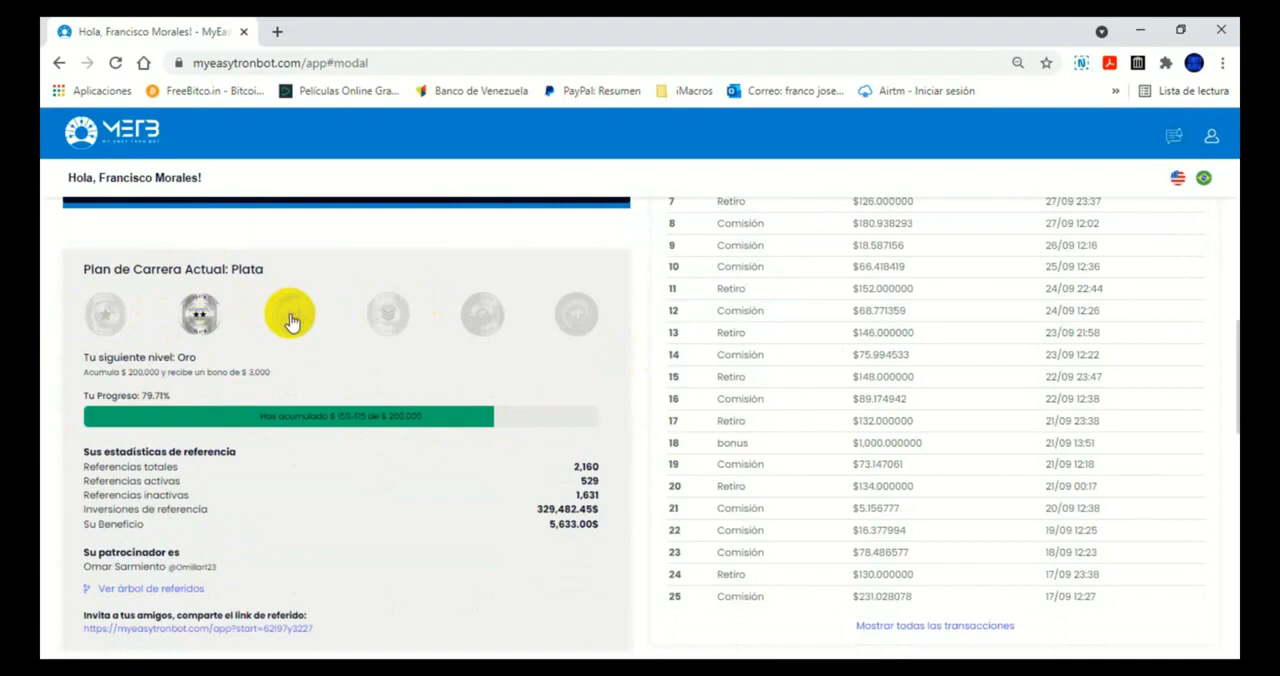 Hola, Francisco Morales! - MyEas
myeasytronbot.com/app#modal
Aplicaciones
FreeBitco.in - Bitcoi...
Películas Online Gra...
Banco de Venezuela
PayPal: Resumen
iMacros
Correo: franco jose...
Airtm - Iniciar sesión
»
Lista de lectura
MY EASY TRON BOT
Hola, Francisco Morales!
Plan de Carrera Actual: Plata
Tu siguiente nivel: Oro
Acumula $ 200,000 y recibe un bono de $ 3,000
Tu Progreso: 79.71%
Has acumulado $ 159,415 de $ 200,000
Sus estadísticas de referencia
Referencias totales 2,160
Referencias activas 529
Referencias inactivas 1,631
Inversiones de referencia 329,482.45$
Su Beneficio 5,633.00$
Su patrocinador es
Omar Sarmiento @Omillar123
Ver árbol de referidos
Invita a tus amigos, comparte el link de referido:
https://myeasytronbot.com/app?start=62197y3227
7 Retiro $126.000000 27/09 23:37
8 Comisión $180.938293 27/09 12:02
9 Comisión $18.587156 26/09 12:16
10 Comisión $66.418419 25/09 12:36
11 Retiro $152.000000 24/09 22:44
12 Comisión $68.771359 24/09 12:26
13 Retiro $146.000000 23/09 21:58
14 Comisión $75.994533 23/09 12:22
15 Retiro $148.000000 22/09 23:47
16 Comisión $89.174942 22/09 12:38
17 Retiro $132.000000 21/09 23:38
18 bonus $1,000.000000 21/09 13:51
19 Comisión $73.147061 21/09 12:18
20 Retiro $134.000000 21/09 00:17
21 Comisión $5.156777 20/09 12:38
22 Comisión $16.377994 19/09 12:25
23 Comisión $78.486577 18/09 12:23
24 Retiro $130.000000 17/09 23:38
25 Comisión $231.028078 17/09 12:27
Mostrar todas las transacciones